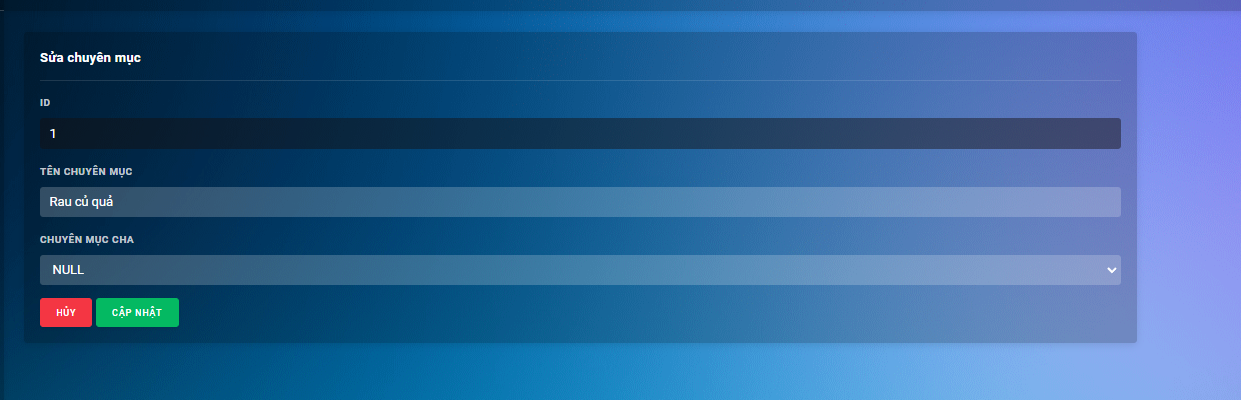 Sửa chuyên mục
ID
1
TÊN CHUYÊN MỤC
Rau củ quả
CHUYÊN MỤC CHA
NULL
HỦY CẬP NHẬT